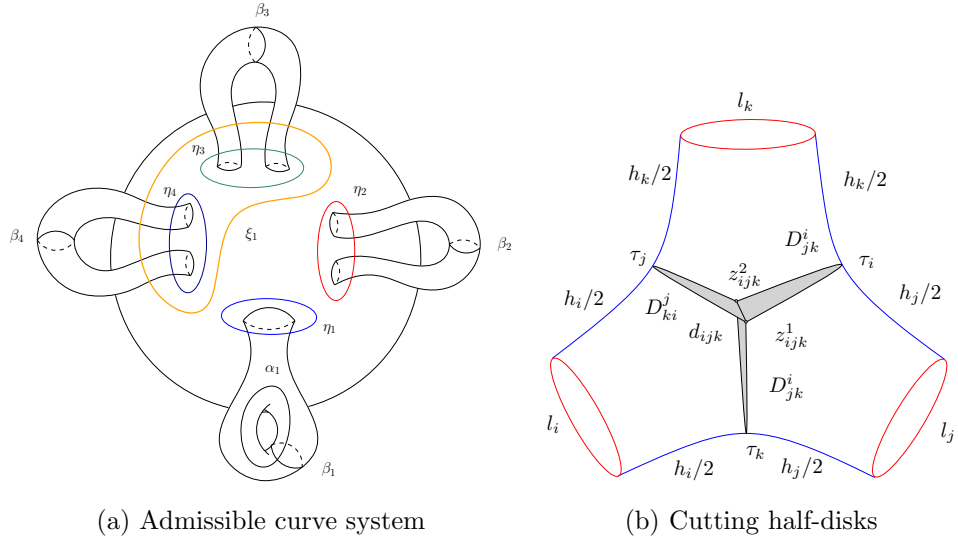 β₃
η₃
η₄
η₂
β₄
ξ₁
β₂
η₁
α₁
β₁
(a) Admissible curve system
l_k
h_k/2
h_k/2
D^i_{jk}
τ_j
z²_{ijk}
τ_i
h_i/2
D^j_{ki}
h_j/2
d_{ijk}
z¹_{ijk}
D^i_{jk}
l_i
l_j
τ_k
h_i/2
h_j/2
(b) Cutting half-disks